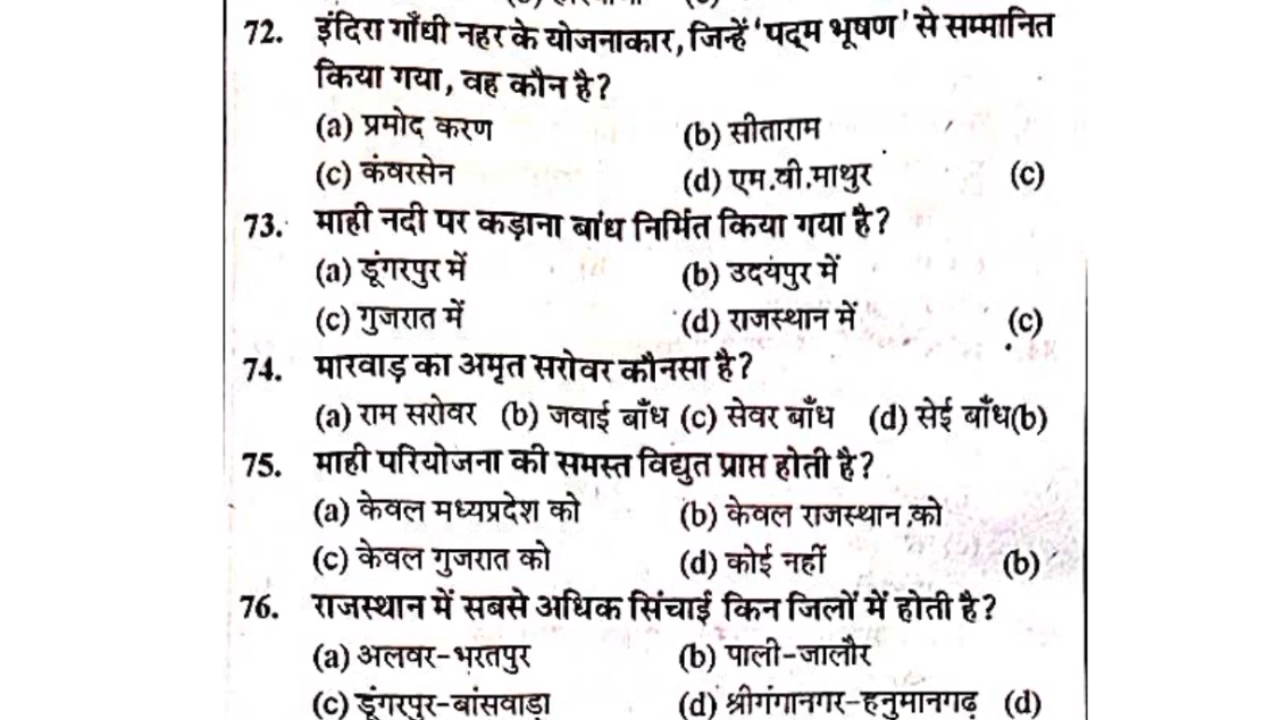 72. इंदिरा गाँधी नहर के योजनाकार, जिन्हें 'पद्म भूषण' से सम्मानित
किया गया, वह कौन है?
(a) प्रमोद करण (b) सीताराम
(c) कंवरसेन (d) एम.वी.माथुर (c)
73. माही नदी पर कड़ाना बांध निर्मित किया गया है?
(a) डूंगरपुर में (b) उदयपुर में
(c) गुजरात में (d) राजस्थान में (c)
74. मारवाड़ का अमृत सरोवर कौनसा है?
(a) राम सरोवर (b) जवाई बाँध (c) सेवर बाँध (d) सेई बाँध(b)
75. माही परियोजना की समस्त विद्युत प्राप्त होती है?
(a) केवल मध्यप्रदेश को (b) केवल राजस्थान को
(c) केवल गुजरात को (d) कोई नहीं (b)
76. राजस्थान में सबसे अधिक सिंचाई किन जिलों में होती है?
(a) अलवर-भरतपुर (b) पाली-जालौर
(c) डूंगरपुर-बांसवाड़ा (d) श्रीगंगानगर-हनुमानगढ़ (d)